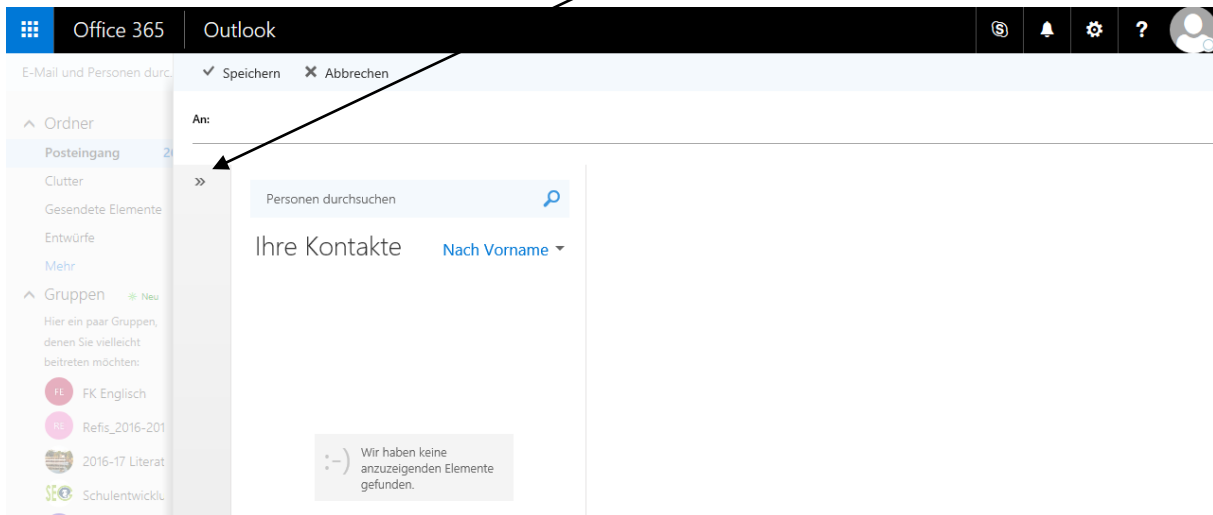 Office 365 Outlook ?
E-Mail und Personen durc
Speichern Abbrechen
Ordner
An:
Posteingang
Clutter
»
Gesendete Elemente
Personen durchsuchen
Entwürfe
Ihre Kontakte Nach Vorname
Mehr
Gruppen Neu
Hier ein paar Gruppen,
denen Sie vielleicht
beitreten möchten:
FE FK Englisch
RE Refis_2016-201
2016-17 Literat
Wir haben keine
:-) anzuzeigenden Elemente
gefunden.
Schulentwicklu